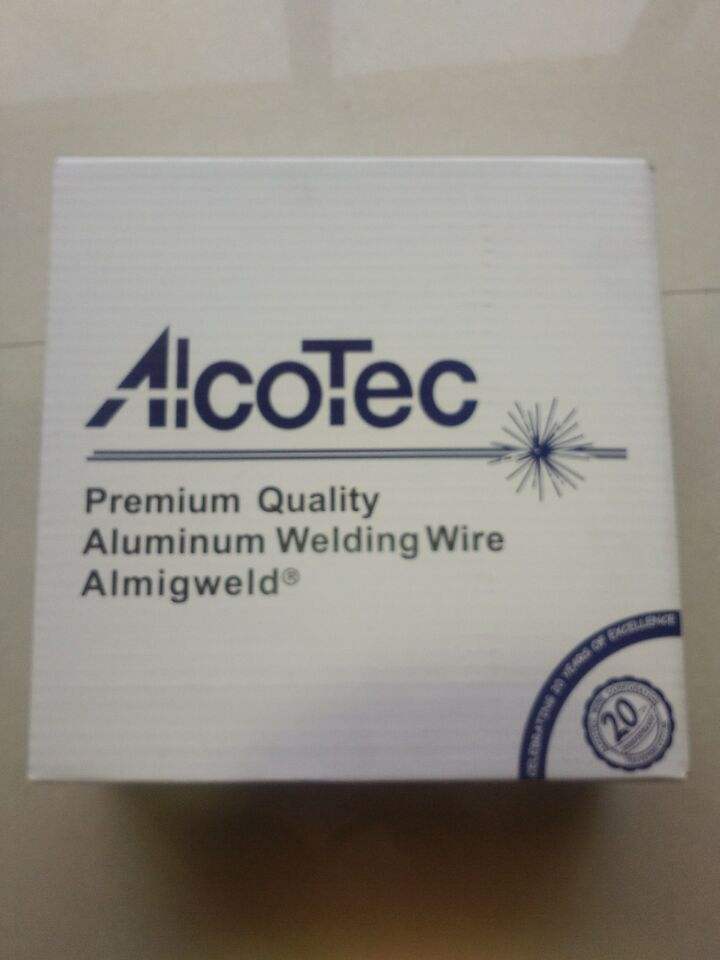 AlcoTec
Premium Quality
Aluminum Welding Wire
Almigweld®
CELEBRATING 20 YEARS OF EXCELLENCE
20